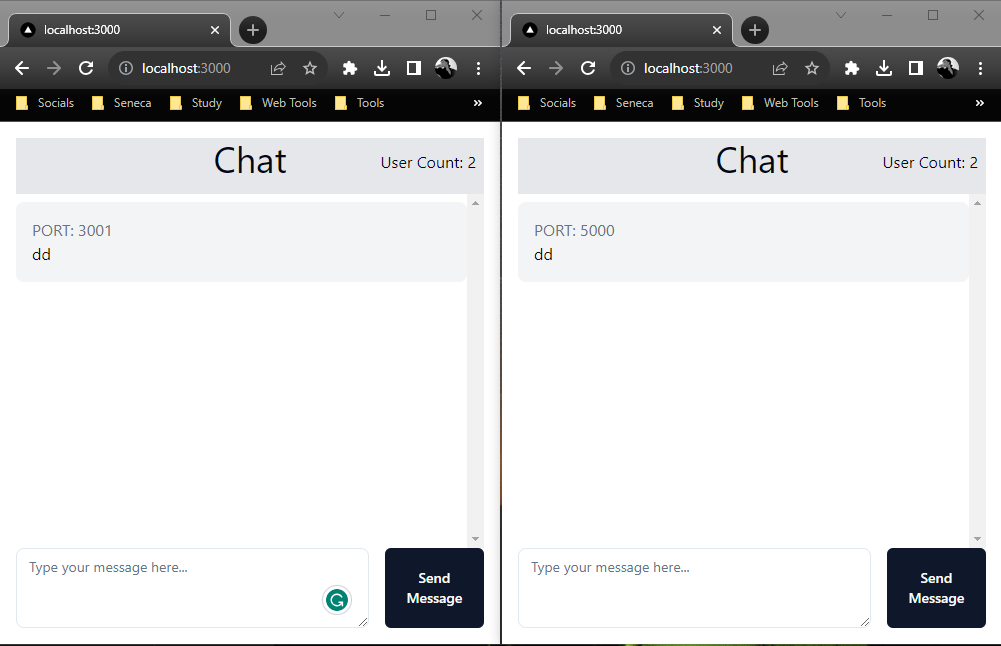 localhost:3000
localhost:3000
Socials Seneca Study Web Tools Tools »
Chat
User Count: 2
PORT: 3001
dd
Type your message here...
Send
Message
localhost:3000
localhost:3000
Socials Seneca Study Web Tools Tools »
Chat
User Count: 2
PORT: 5000
dd
Type your message here...
Send
Message